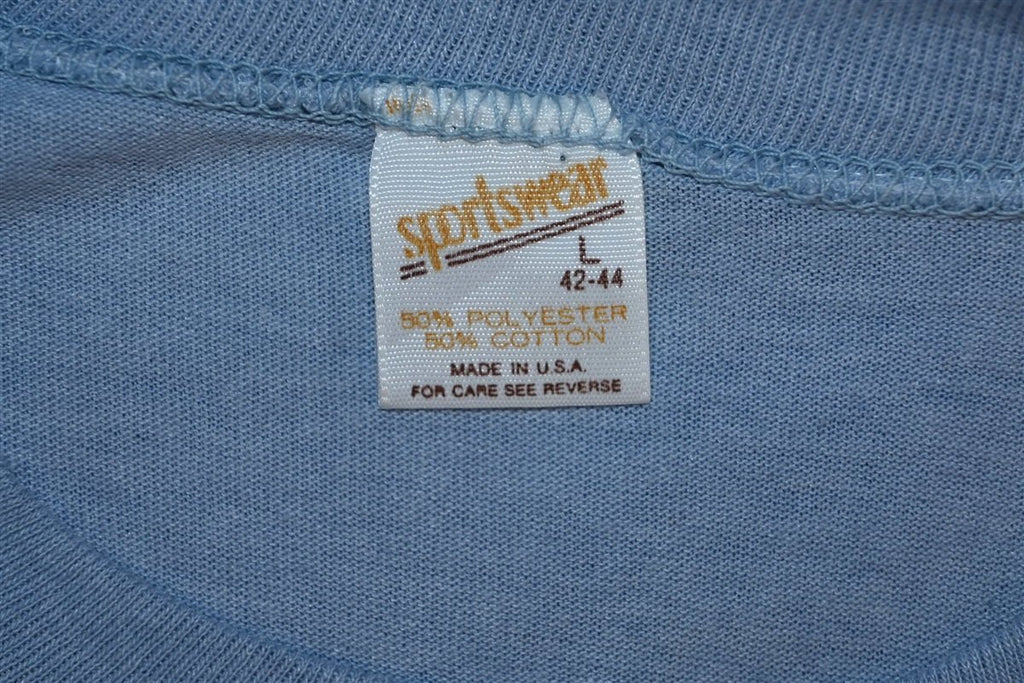 sportswear
L
42-44
50% POLYESTER
50% COTTON
MADE IN U.S.A.
FOR CARE SEE REVERSE